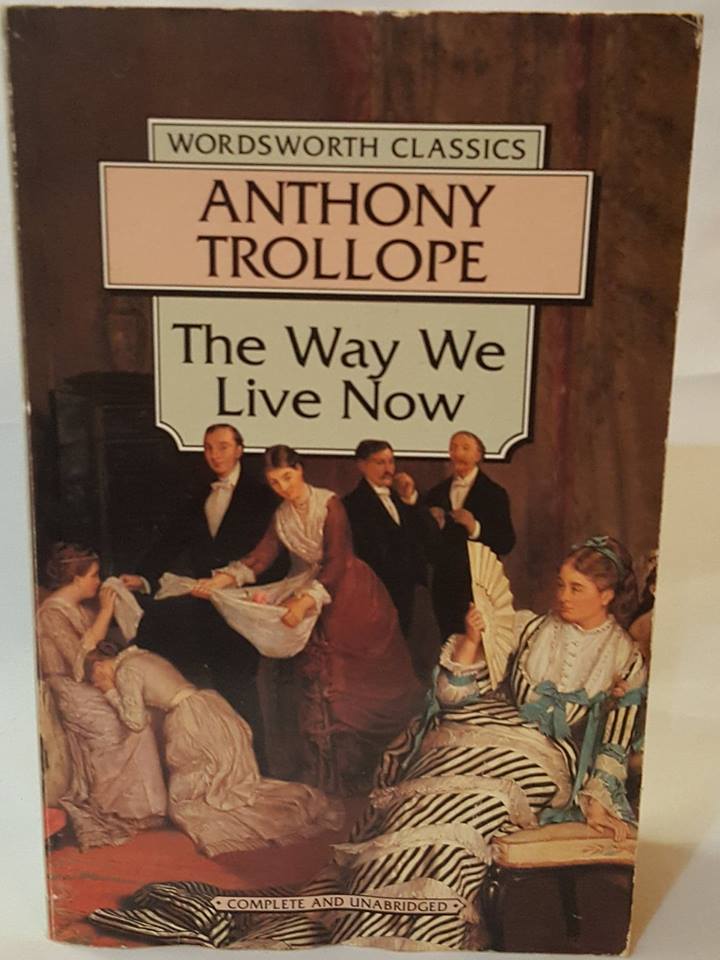 WORDSWORTH CLASSICS
ANTHONY
TROLLOPE
The Way We
Live Now
• COMPLETE AND UNABRIDGED •